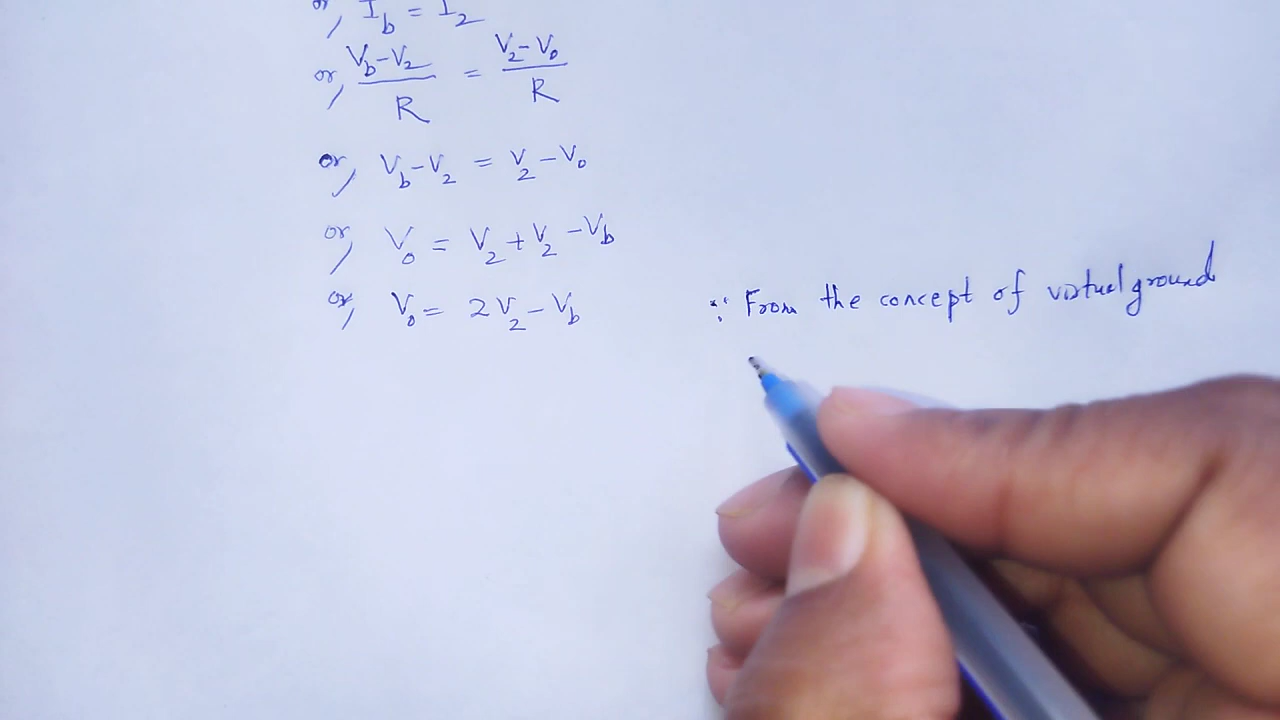 or, I_b = I_2
or, (V_b-V_2)/R = (V_2-V_0)/R
or, V_b-V_2 = V_2-V_0
or, V_0 = V_2+V_2-V_b
or, V_0 = 2V_2-V_b
∵ From the concept of virtual ground